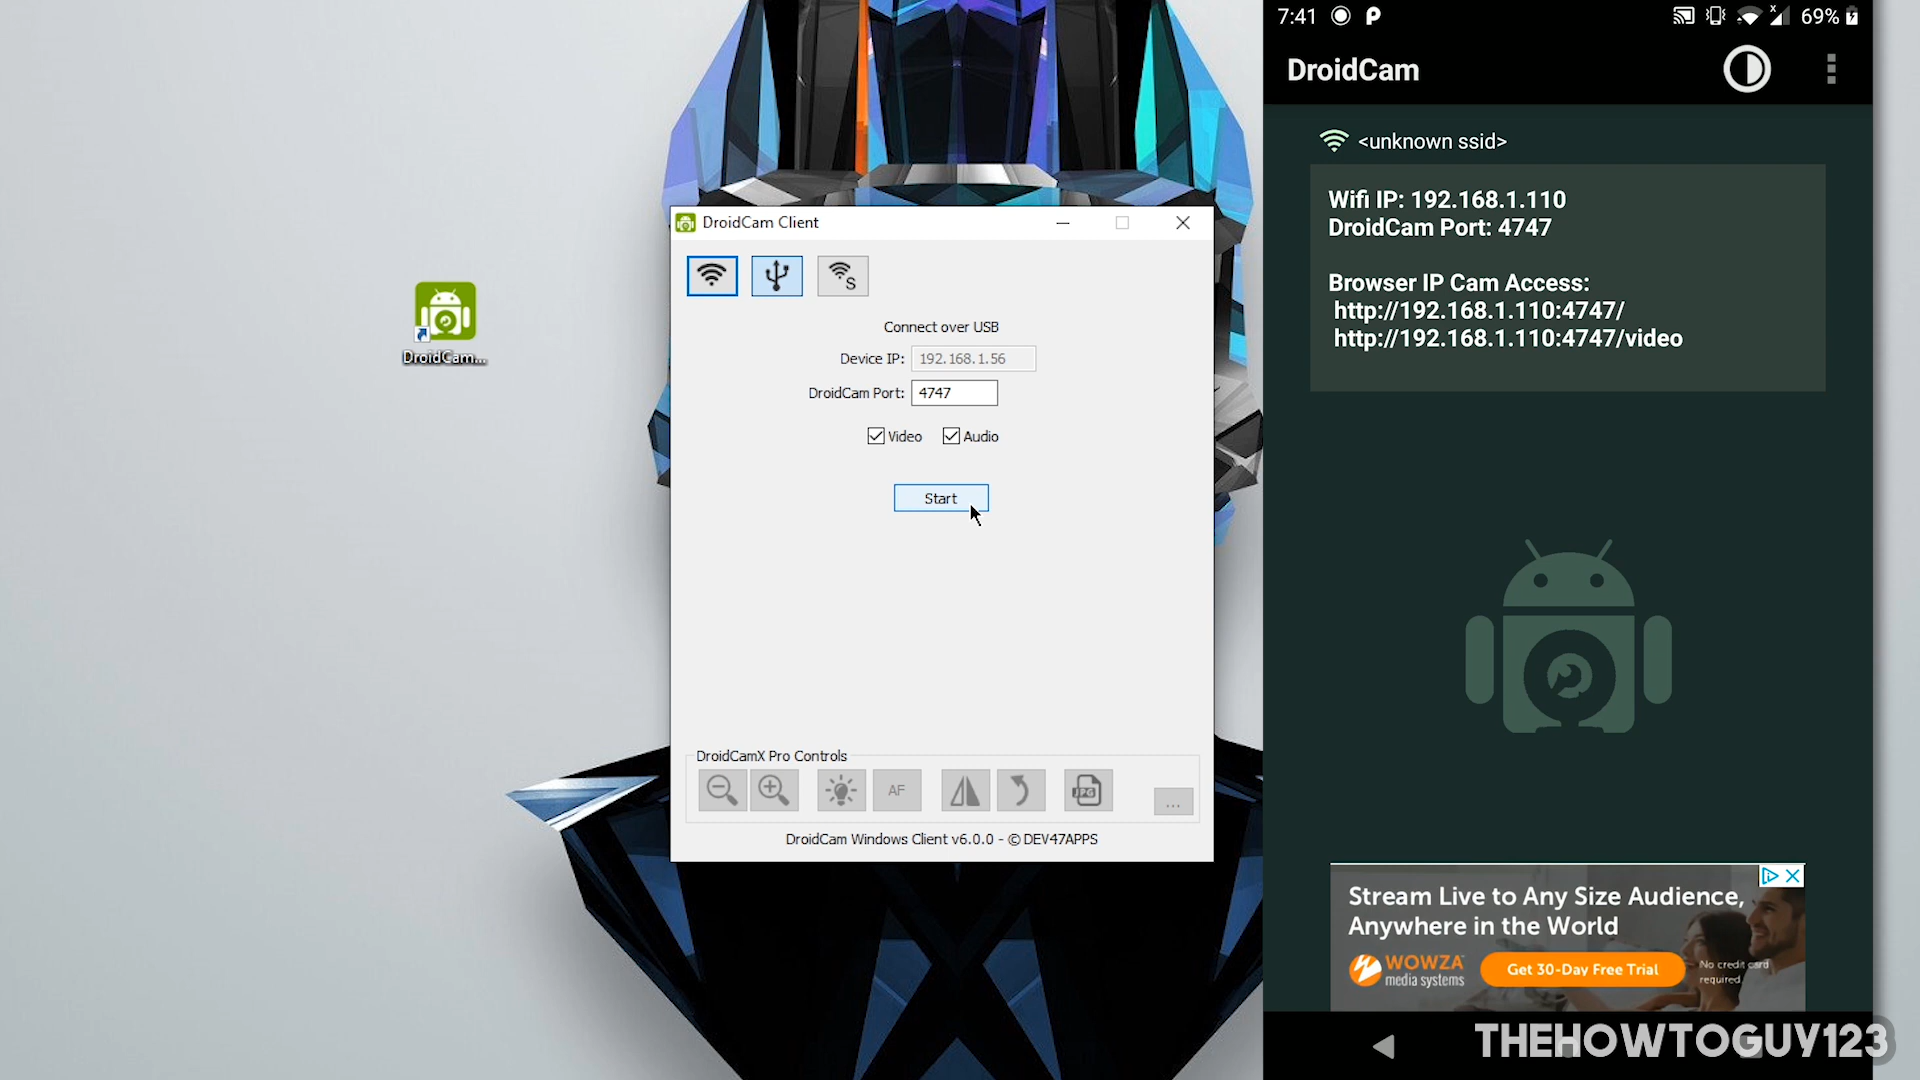 DroidCam...
DroidCam Client
S
Connect over USB
Device IP: 192.168.1.56
DroidCam Port: 4747
Video Audio
Start
DroidCamX Pro Controls
AF
JPG
...
DroidCam Windows Client v6.0.0 - © DEV47APPS
7:41
69%
DroidCam
<unknown ssid>
Wifi IP: 192.168.1.110
DroidCam Port: 4747
Browser IP Cam Access:
http://192.168.1.110:4747/
http://192.168.1.110:4747/video
Stream Live to Any Size Audience,
Anywhere in the World
WOWZA
media systems
Get 30-Day Free Trial
No credit card
required
THEHOWTOGUY123